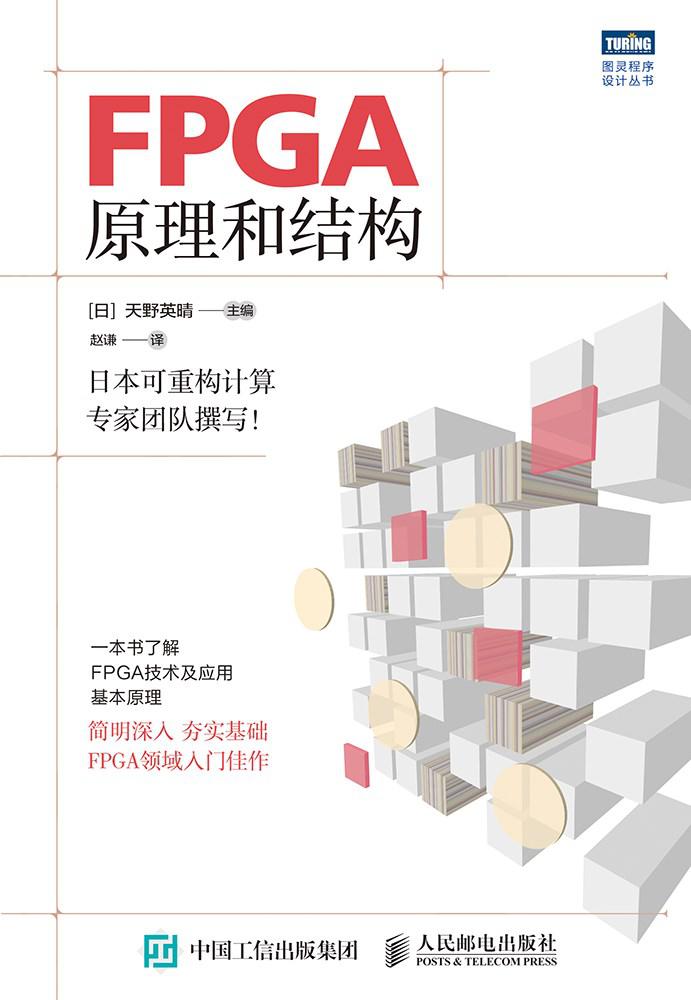 TURING
图灵程序
设计丛书
FPGA
原理和结构
[日] 天野英晴 —— 主编
赵谦 —— 译
日本可重构计算
专家团队撰写！
一本书了解
FPGA技术及应用
基本原理
简明深入 夯实基础
FPGA领域入门佳作
中国工信出版集团
人民邮电出版社
POSTS & TELECOM PRESS